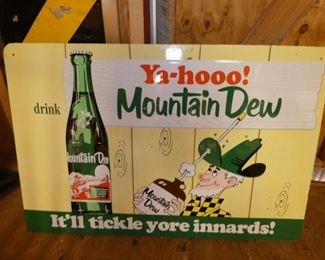 Ya-hooo!
drink
Mountain Dew
Mountain Dew
Mountain
Dew
It'll tickle yore innards!